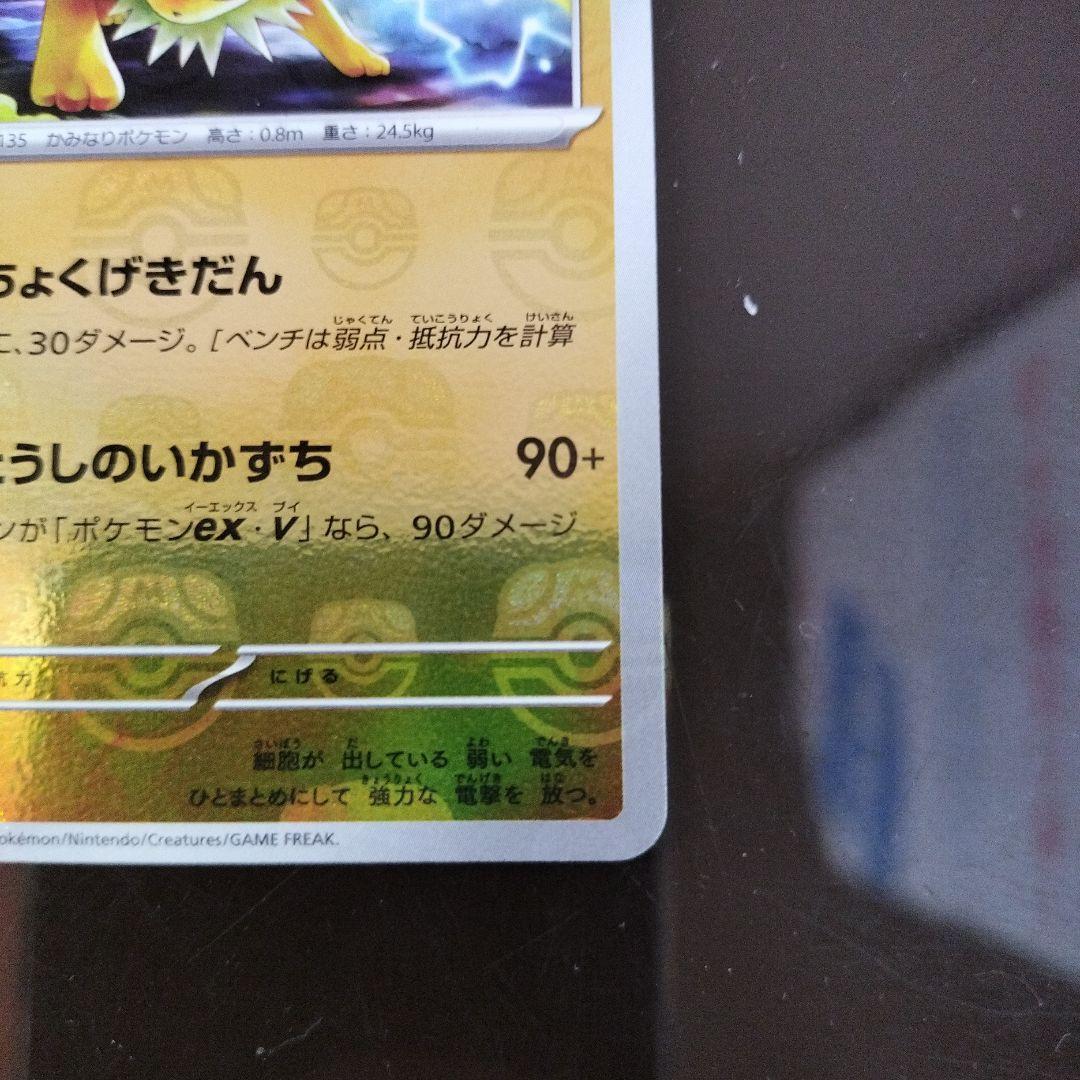 135 かみなりポケモン 高さ:0.8m 重さ:24.5kg
ちょくげきだん
じゃくてん ていこうりょく けいさん
に、30ダメージ。[ベンチは弱点・抵抗力を計算
とうしのいかずち 90+
イーエックス ブイ
ンが「ポケモンex・V」なら、90ダメージ
抗力 にげる
さいぼう だ よわ でんき
細胞が 出している 弱い 電気を
きょうりょく でんげき はな
ひとまとめにして 強力な 電撃を 放つ。
Pokémon/Nintendo/Creatures/GAME FREAK.